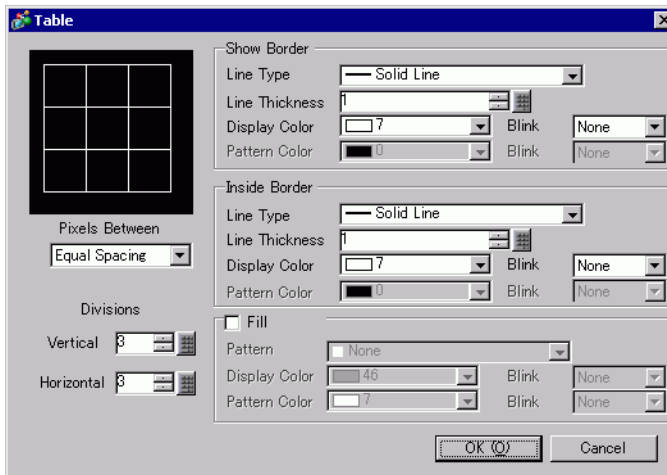 Table
Show Border
Line Type Solid Line
Line Thickness 1
Display Color 7 Blink None
Pattern Color 0 Blink None
Pixels Between
Equal Spacing
Inside Border
Line Type Solid Line
Line Thickness 1
Display Color 7 Blink None
Pattern Color 0 Blink None
Divisions
Vertical 3
Horizontal 3
Fill
Pattern None
Display Color 46 Blink None
Pattern Color 7 Blink None
OK (O) Cancel